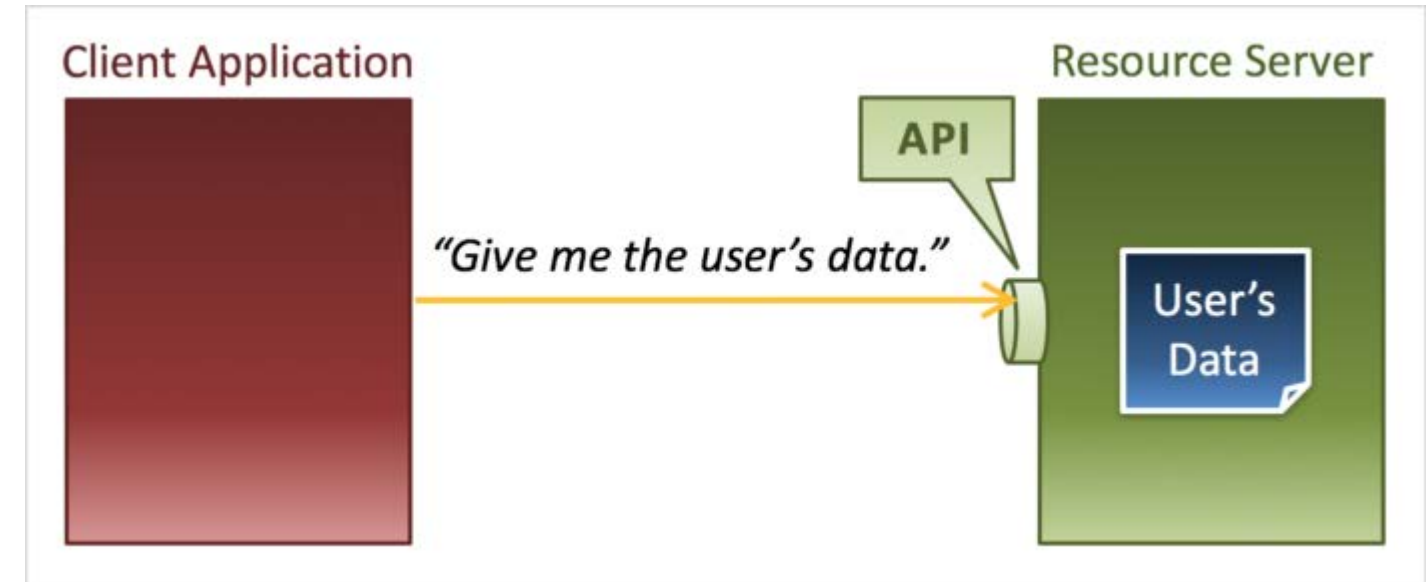 Client Application
Resource Server
API
“Give me the user’s data.”
User’s
Data